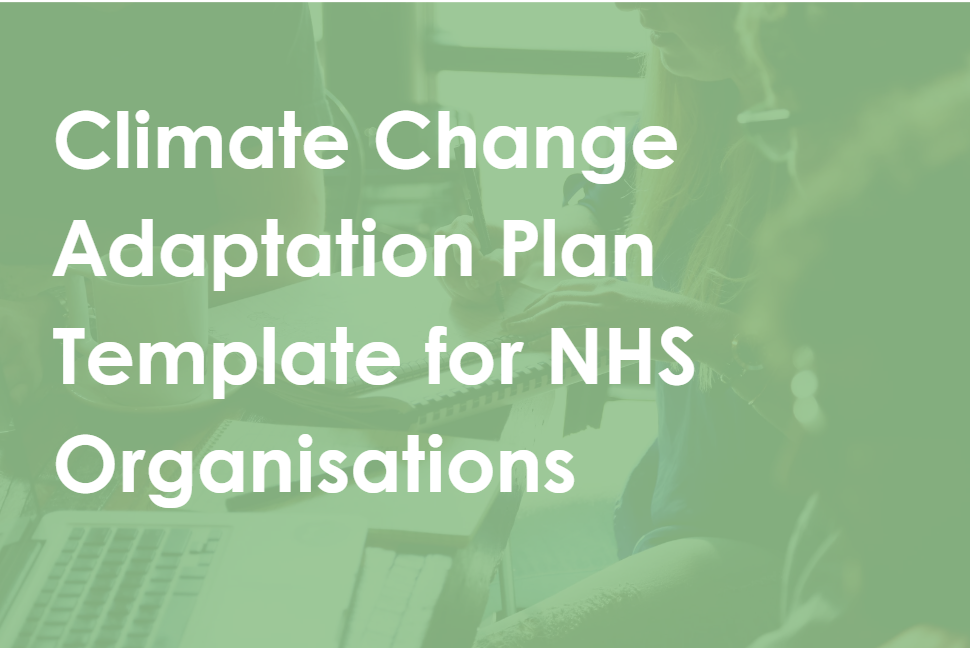 Climate Change
Adaptation Plan
Template for NHS
Organisations